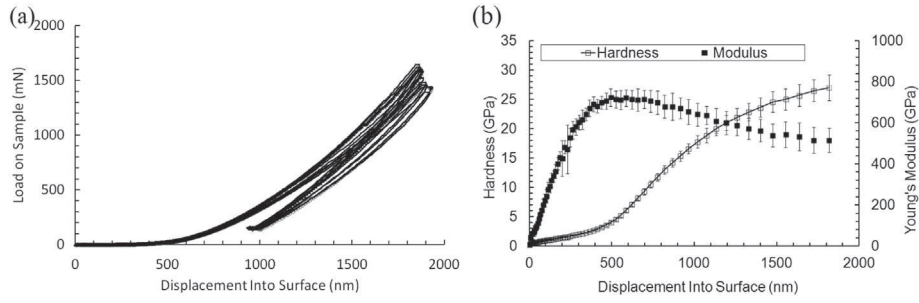 (a)
2000
1500
1000
500
0
Load on Sample (mN)
0 500 1000 1500 2000
Displacement Into Surface (nm)
(b)
Hardness Modulus
35
30
25
20
15
10
5
0
Hardness (GPa)
1000
800
600
400
200
0
Young's Modulus (GPa)
0 500 1000 1500 2000
Displacement Into Surface (nm)